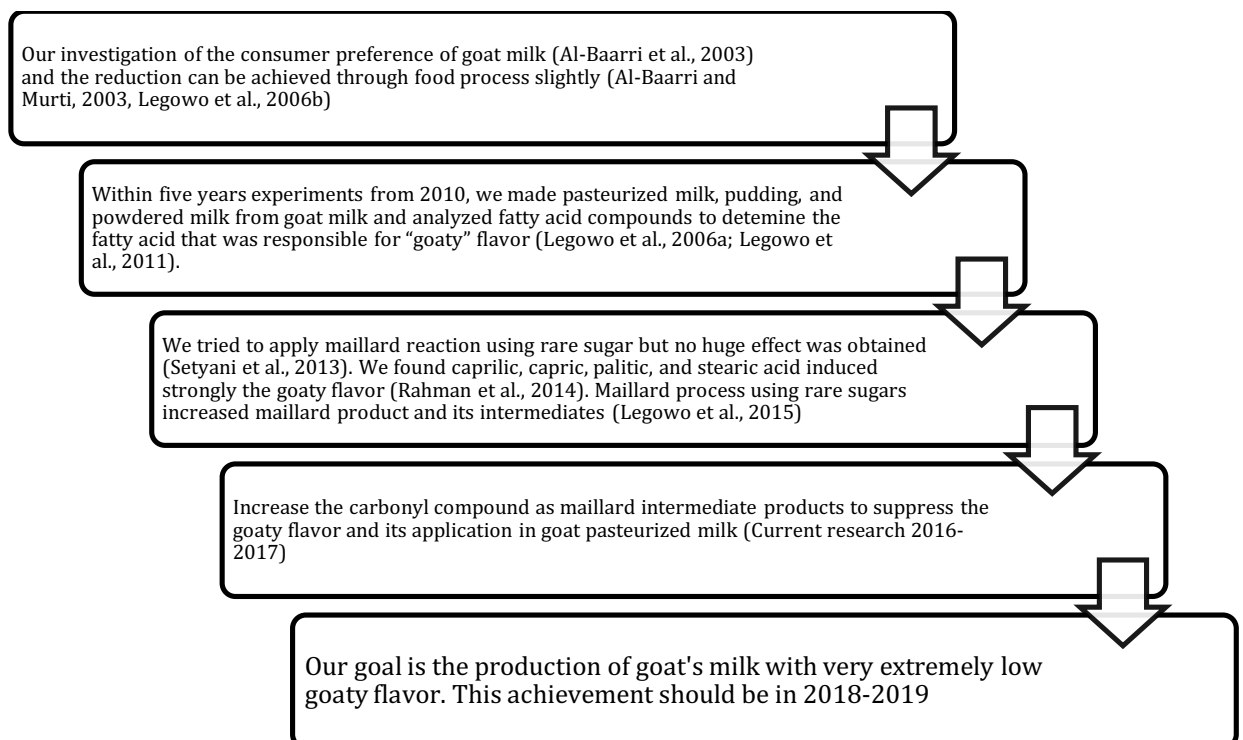 Our investigation of the consumer preference of goat milk (Al-Baarri et al., 2003)
and the reduction can be achieved through food process slightly (Al-Baarri and
Murti, 2003, Legowo et al., 2006b)
Within five years experiments from 2010, we made pasteurized milk, pudding, and
powdered milk from goat milk and analyzed fatty acid compounds to detemine the
fatty acid that was responsible for “goaty” flavor (Legowo et al., 2006a; Legowo et
al., 2011).
We tried to apply maillard reaction using rare sugar but no huge effect was obtained
(Setyani et al., 2013). We found caprilic, capric, palitic, and stearic acid induced
strongly the goaty flavor (Rahman et al., 2014). Maillard process using rare sugars
increased maillard product and its intermediates (Legowo et al., 2015)
Increase the carbonyl compound as maillard intermediate products to suppress the
goaty flavor and its application in goat pasteurized milk (Current research 2016-
2017)
Our goal is the production of goat's milk with very extremely low
goaty flavor. This achievement should be in 2018-2019